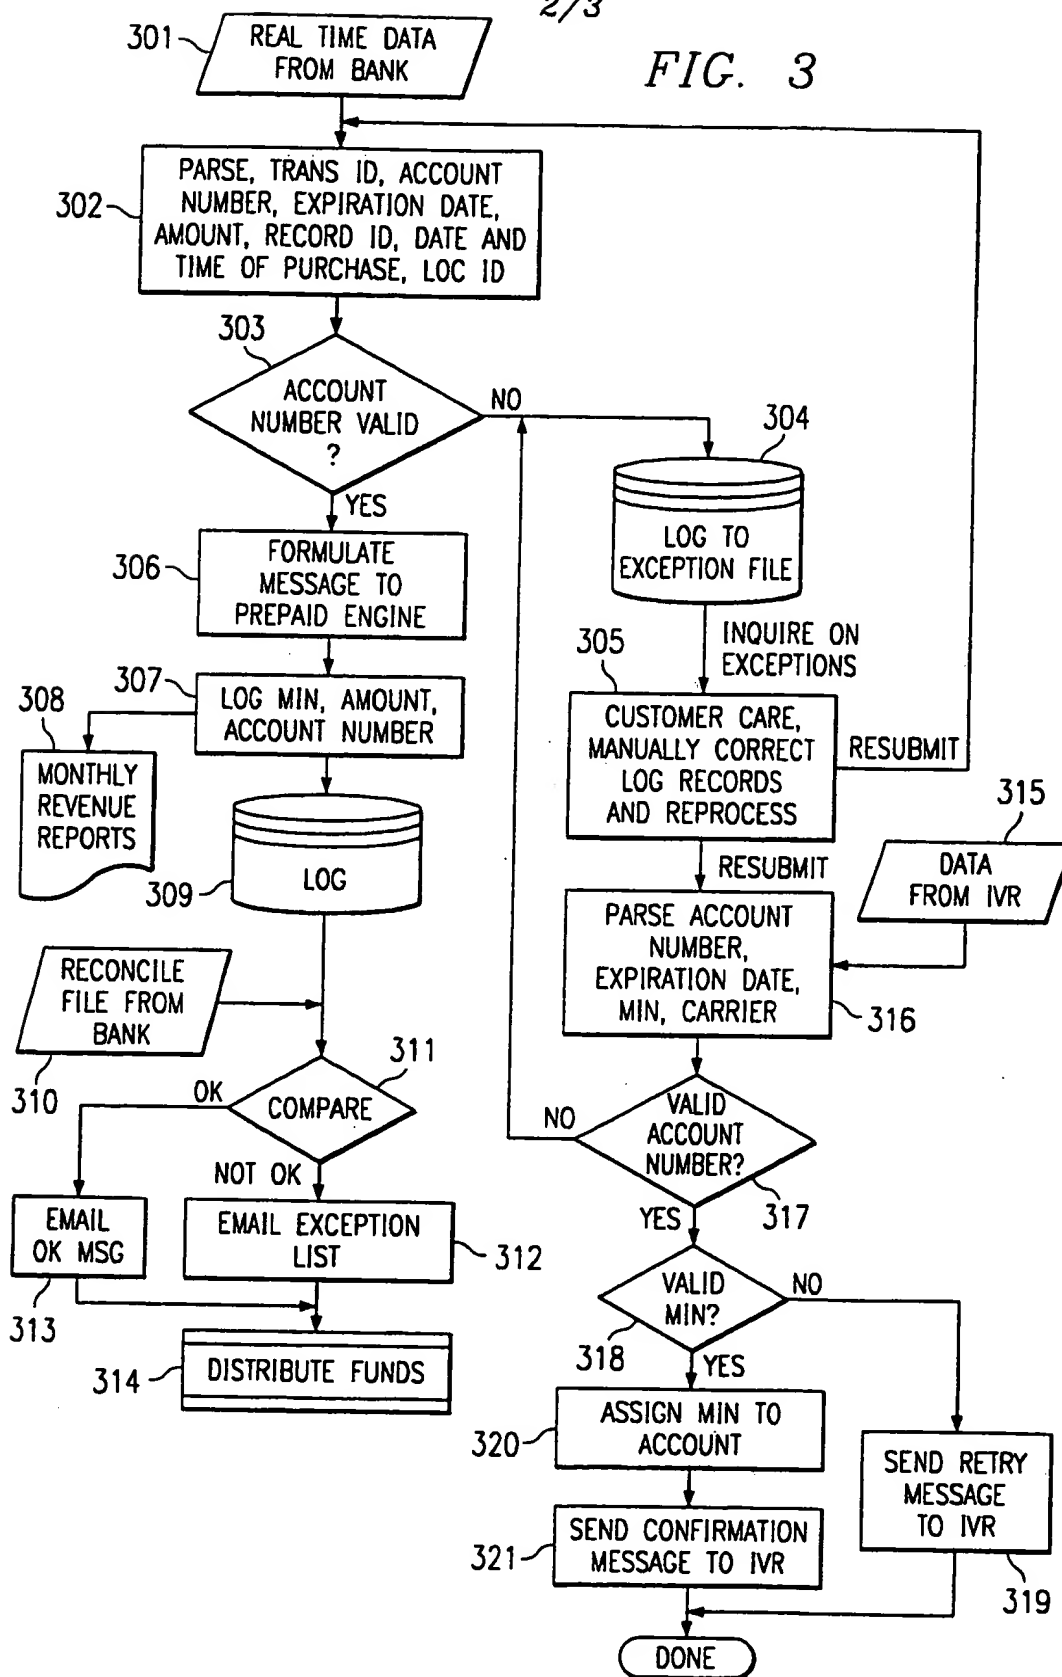 2/3
FIG. 3
301
REAL TIME DATA
FROM BANK
302
PARSE, TRANS ID, ACCOUNT
NUMBER, EXPIRATION DATE,
AMOUNT, RECORD ID, DATE AND
TIME OF PURCHASE, LOC ID
303
ACCOUNT
NUMBER VALID
?
NO
YES
304
LOG TO
EXCEPTION FILE
INQUIRE ON
EXCEPTIONS
305
CUSTOMER CARE,
MANUALLY CORRECT
LOG RECORDS
AND REPROCESS
RESUBMIT
RESUBMIT
306
FORMULATE
MESSAGE TO
PREPAID ENGINE
307
LOG MIN, AMOUNT,
ACCOUNT NUMBER
308
MONTHLY
REVENUE
REPORTS
309
LOG
310
RECONCILE
FILE FROM
BANK
311
COMPARE
OK
NOT OK
EMAIL
OK MSG
313
EMAIL EXCEPTION
LIST
312
314
DISTRIBUTE FUNDS
315
DATA
FROM IVR
PARSE ACCOUNT
NUMBER,
EXPIRATION DATE,
MIN, CARRIER
316
VALID
ACCOUNT
NUMBER?
317
NO
YES
VALID
MIN?
318
NO
YES
320
ASSIGN MIN TO
ACCOUNT
321
SEND CONFIRMATION
MESSAGE TO IVR
SEND RETRY
MESSAGE
TO IVR
319
DONE